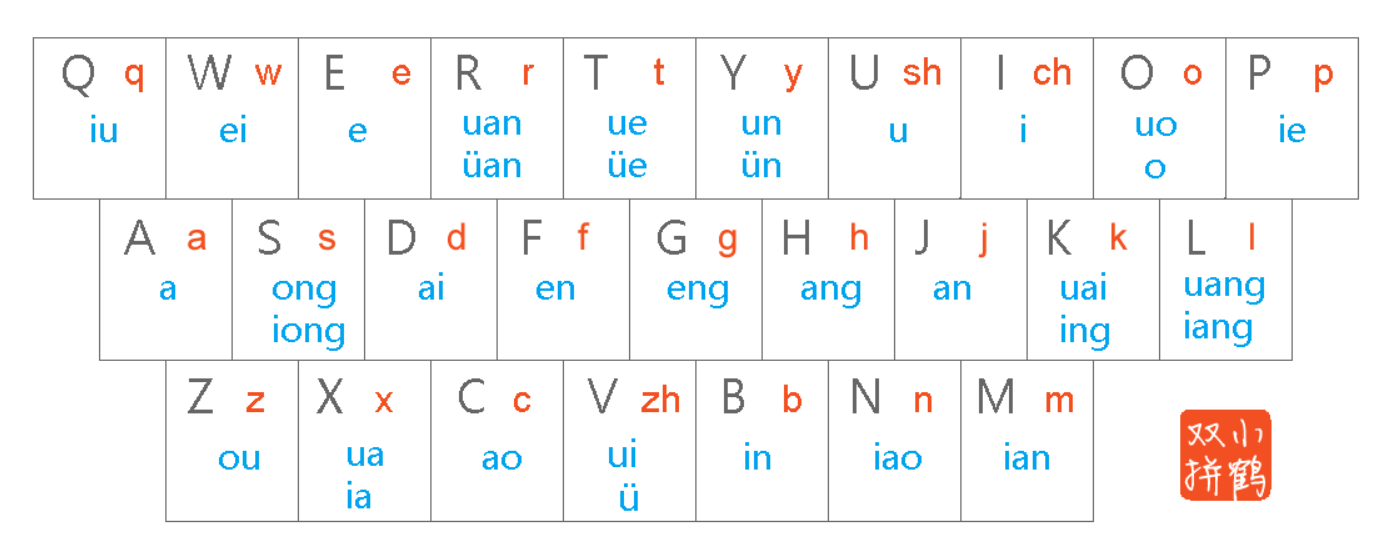 Q q W w E e R r T t Y y U sh I ch O o P p
iu ei e uan ue un u i uo ie
üan üe ün o
A a S s D d F f G g H h J j K k L l
a ong ai en eng ang an uai uang
iong ing iang
Z z X x C c V zh B b N n M m
ou ua ao ui in iao ian
ia ü
小鹤
双拼